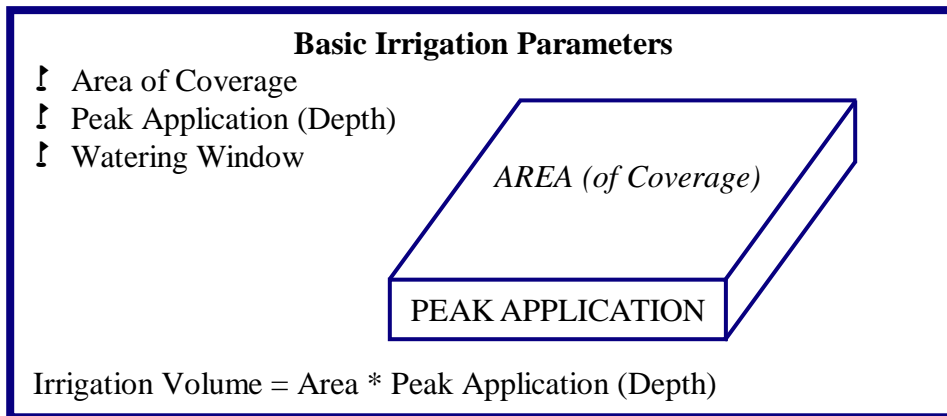 Basic Irrigation Parameters
Area of Coverage
Peak Application (Depth)
Watering Window
AREA (of Coverage)
PEAK APPLICATION
Irrigation Volume = Area * Peak Application (Depth)